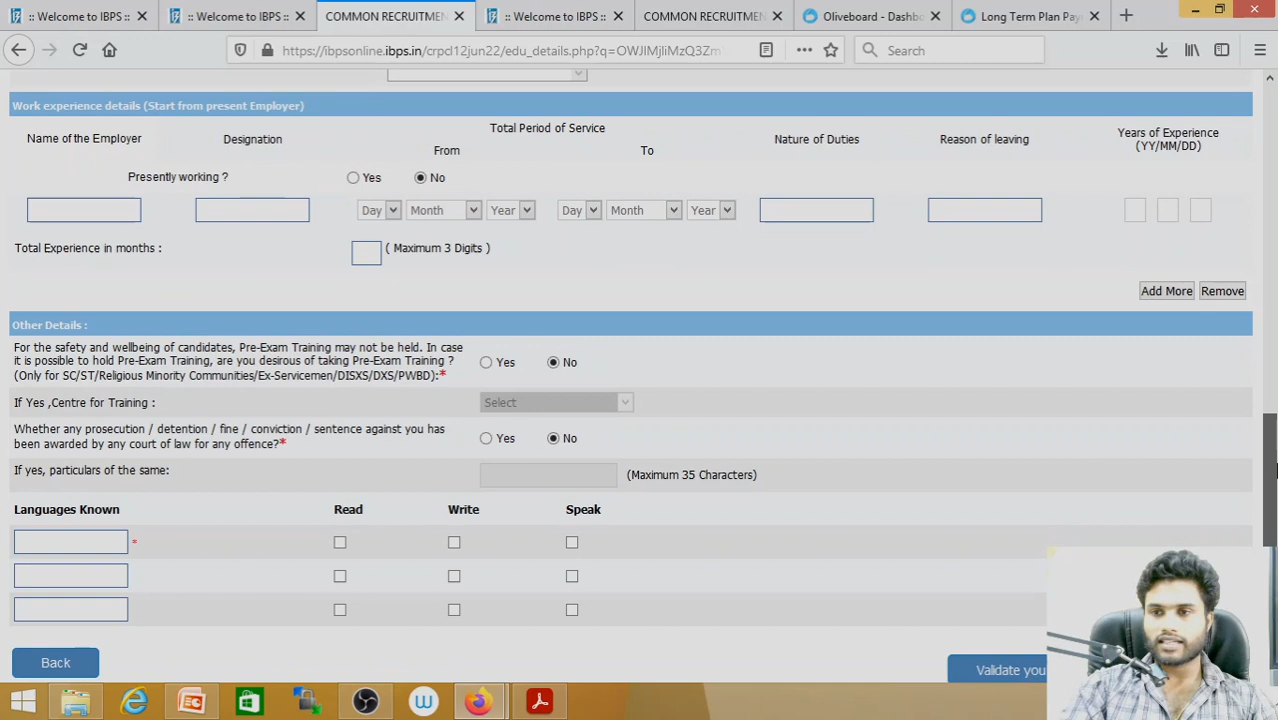 :: Welcome to IBPS ::
:: Welcome to IBPS ::
COMMON RECRUITMEN
:: Welcome to IBPS ::
COMMON RECRUITMENT
Oliveboard - Dashbo
Long Term Plan Pay
https://ibpsonline.ibps.in/crpcl12jun22/edu_details.php?q=
Search
Work experience details (Start from present Employer)
Name of the Employer
Designation
Total Period of Service
From
To
Nature of Duties
Reason of leaving
Years of Experience
(YY/MM/DD)
Presently working ?
Yes
No
Day
Month
Year
Day
Month
Year
Total Experience in months :
( Maximum 3 Digits )
Add More
Remove
Other Details :
For the safety and wellbeing of candidates, Pre-Exam Training may not be held. In case
it is possible to hold Pre-Exam Training, are you desirous of taking Pre-Exam Training ?
(Only for SC/ST/Religious Minority Communities/Ex-Servicemen/DISXS/DXS/PWBD):*
Yes
No
If Yes ,Centre for Training :
Select
Whether any prosecution / detention / fine / conviction / sentence against you has
been awarded by any court of law for any offence?*
Yes
No
If yes, particulars of the same:
(Maximum 35 Characters)
Languages Known
Read
Write
Speak
*
Back
Validate you